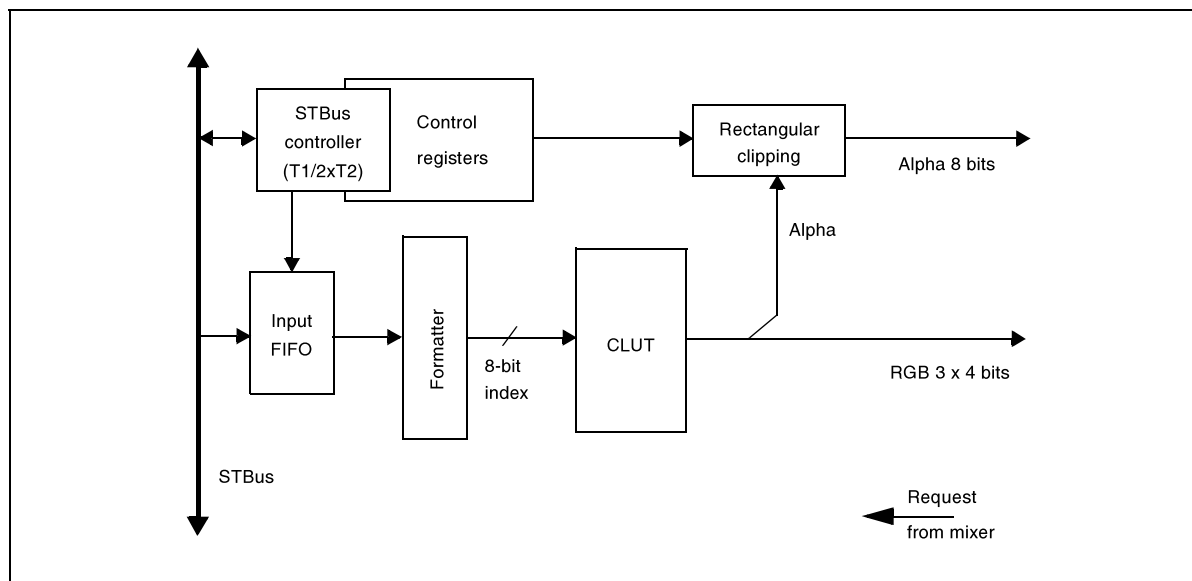 STBus
controller
(T1/2xT2)
Control
registers
Rectangular
clipping
Alpha 8 bits
Alpha
Input
FIFO
Formatter
8-bit
index
CLUT
RGB 3 x 4 bits
STBus
Request
from mixer